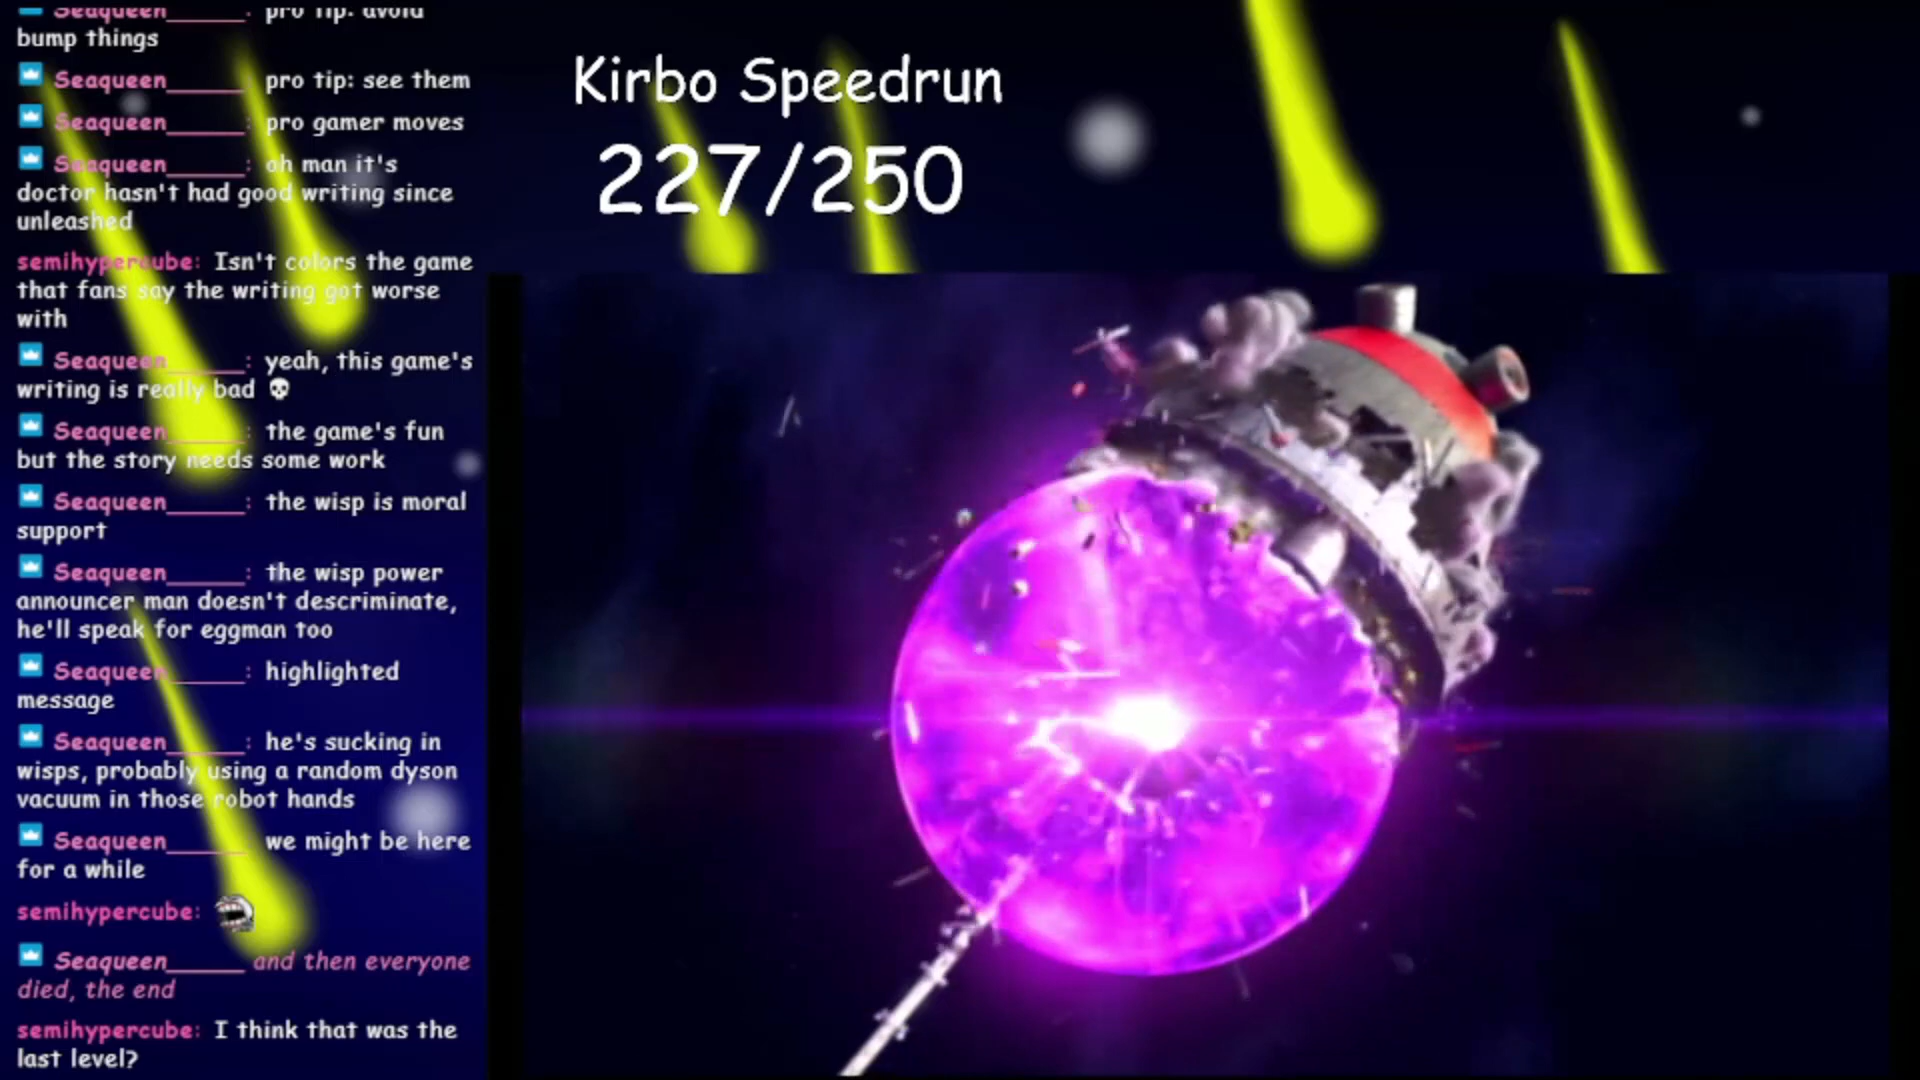 Seaqueen______: pro tip: avoid
bump things
Seaqueen______: pro tip: see them
Seaqueen______: pro gamer moves
Seaqueen______: oh man it's
doctor hasn't had good writing since
unleashed
semihypercube: Isn't colors the game
that fans say the writing got worse
with
Seaqueen______: yeah, this game's
writing is really bad 💀
Seaqueen______: the game's fun
but the story needs some work
Seaqueen______: the wisp is moral
support
Seaqueen______: the wisp power
announcer man doesn't descriminate,
he'll speak for eggman too
Seaqueen______: highlighted
message
Seaqueen______: he's sucking in
wisps, probably using a random dyson
vacuum in those robot hands
Seaqueen______ we might be here
for a while
semihypercube:
Seaqueen______ and then everyone
died, the end
semihypercube: I think that was the
last level?
Kirbo Speedrun
227/250